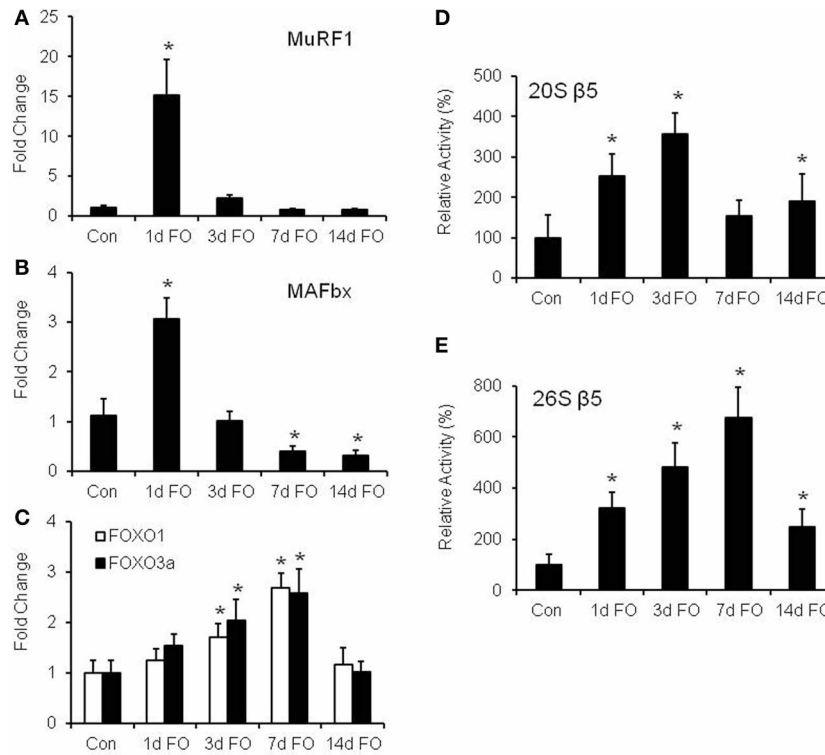 A
MuRF1
Fold Change
25
20
15
10
5
0
*
Con 1d FO 3d FO 7d FO 14d FO
B
MAFbx
Fold Change
4
3
2
1
0
* * *
Con 1d FO 3d FO 7d FO 14d FO
C
FOXO1
FOXO3a
Fold Change
4
3
2
1
0
* * * *
Con 1d FO 3d FO 7d FO 14d FO
D
20S β5
Relative Activity (%)
500
400
300
200
100
0
* * *
Con 1d FO 3d FO 7d FO 14d FO
E
26S β5
Relative Activity (%)
800
600
400
200
0
* * * *
Con 1d FO 3d FO 7d FO 14d FO